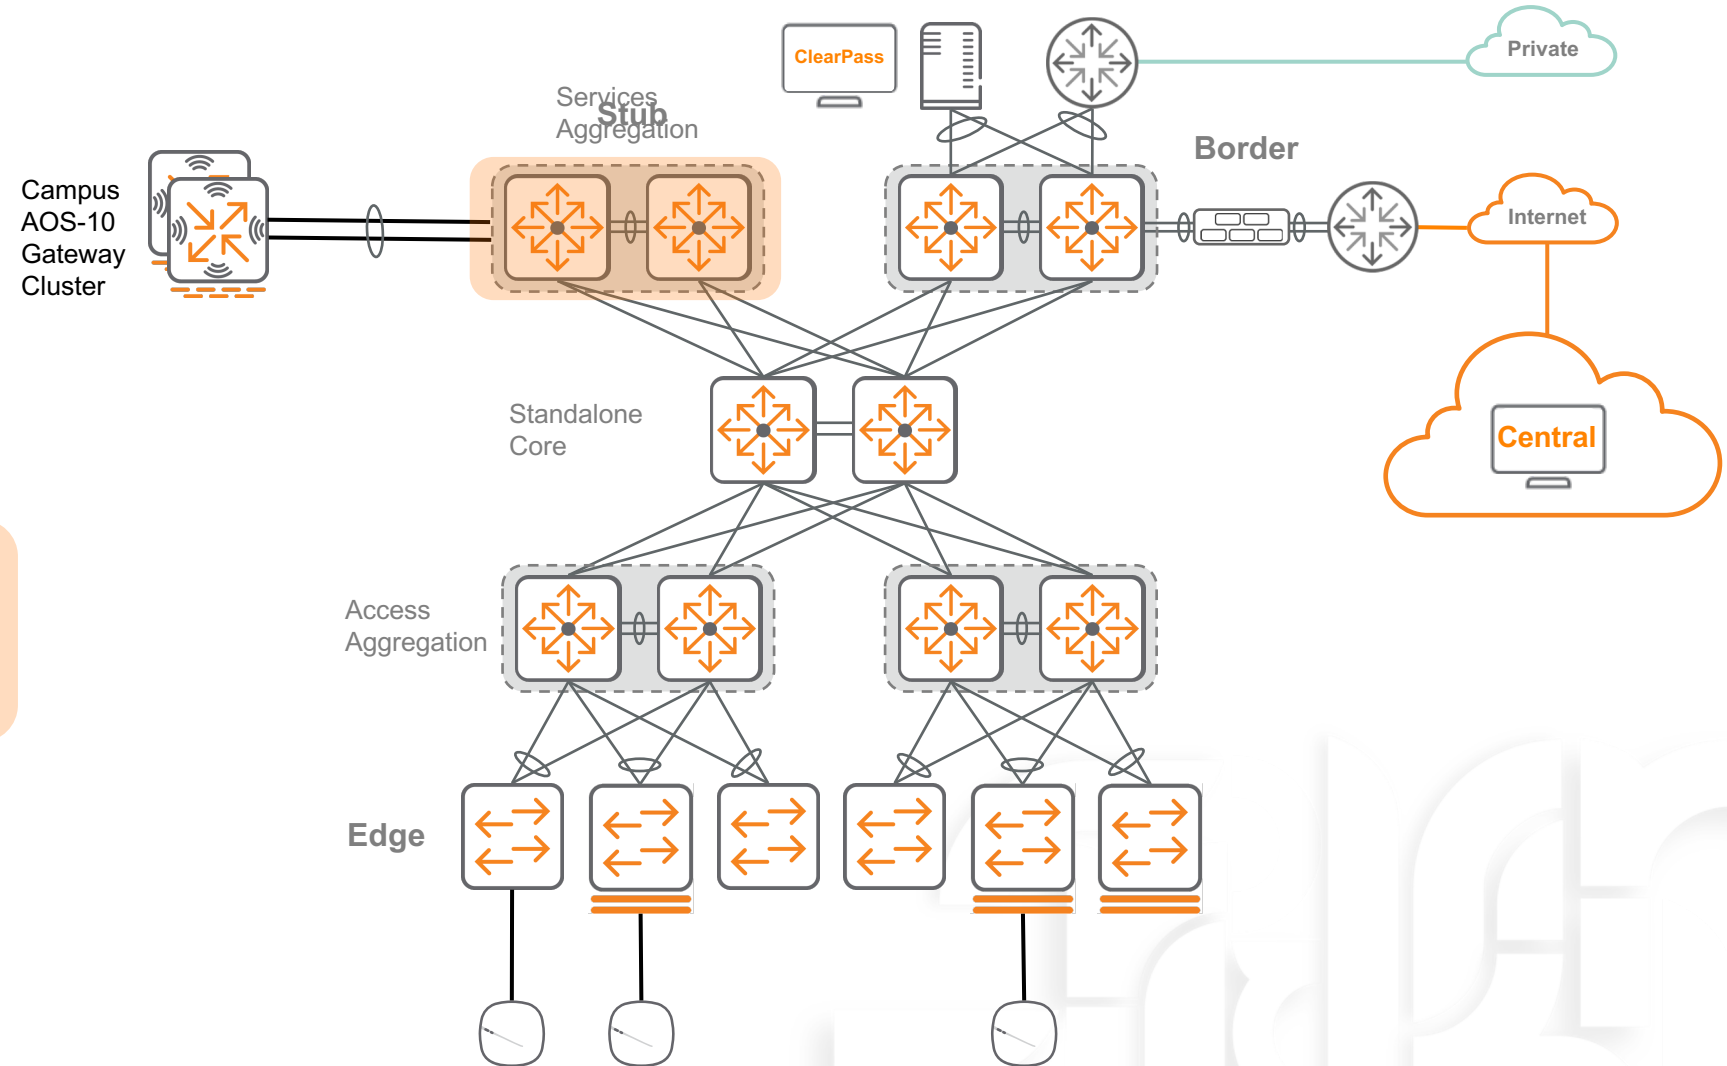 ClearPass
Private
Services
Aggregation
Stub
Border
Campus
AOS-10
Gateway
Cluster
Internet
Standalone
Core
Central
Access
Aggregation
Edge